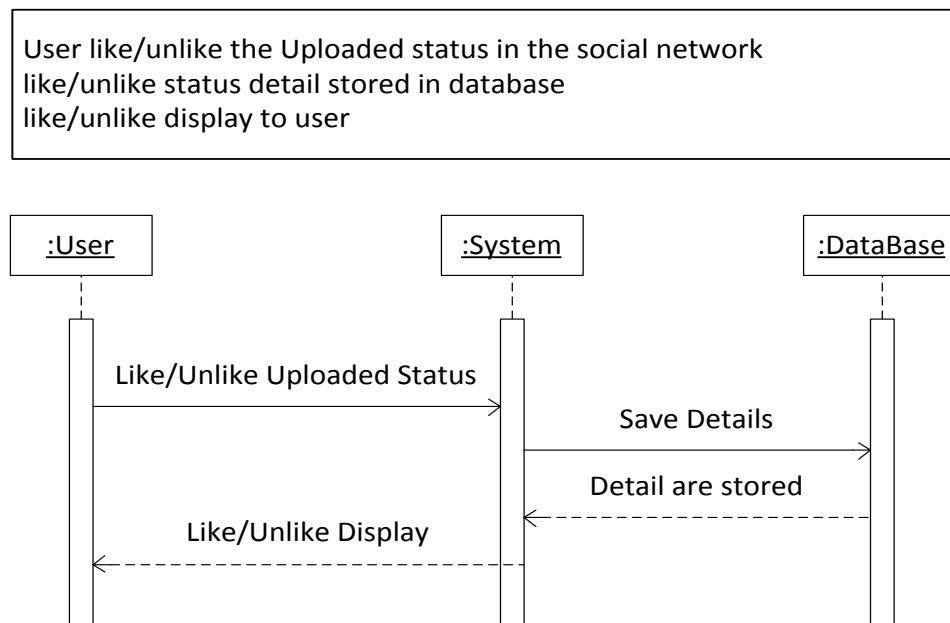 User like/unlike the Uploaded status in the social network
like/unlike status detail stored in database
like/unlike display to user
:User
:System
:DataBase
Like/Unlike Uploaded Status
Save Details
Detail are stored
Like/Unlike Display